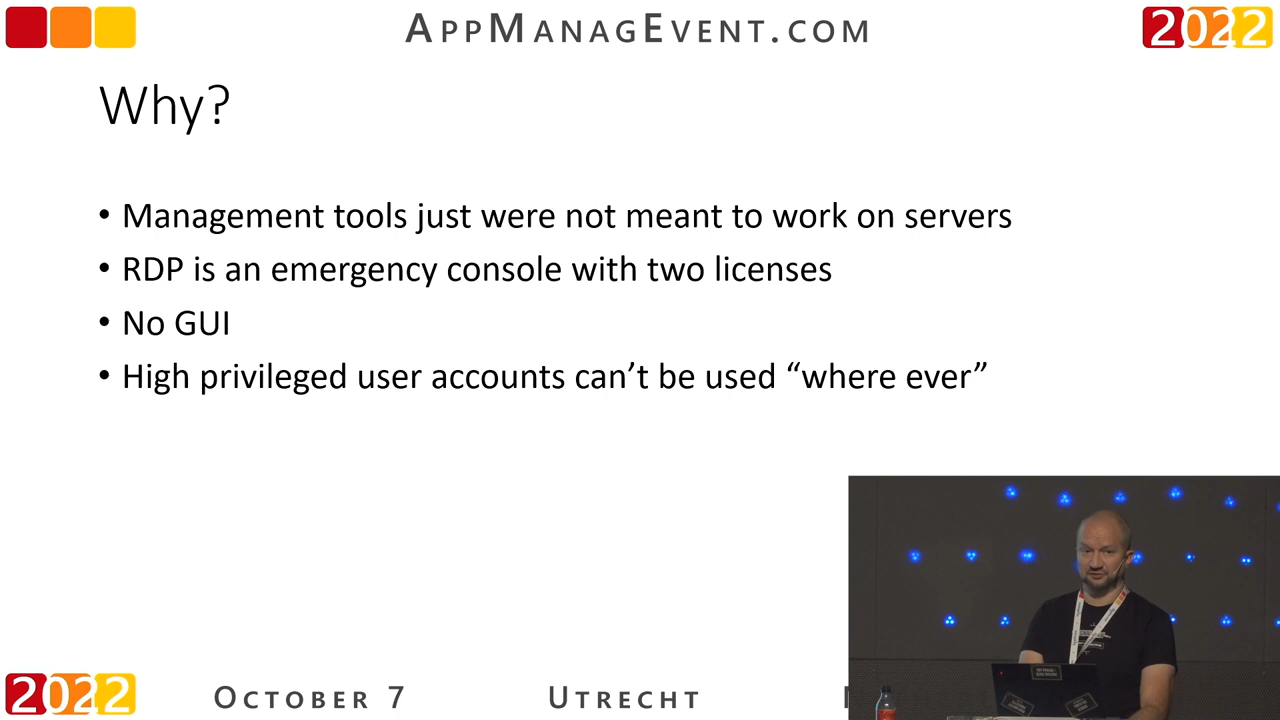 APPMANAGEVENT.COM
2022
Why?
• Management tools just were not meant to work on servers
• RDP is an emergency console with two licenses
• No GUI
• High privileged user accounts can’t be used “where ever”
2022
OCTOBER 7
UTRECHT